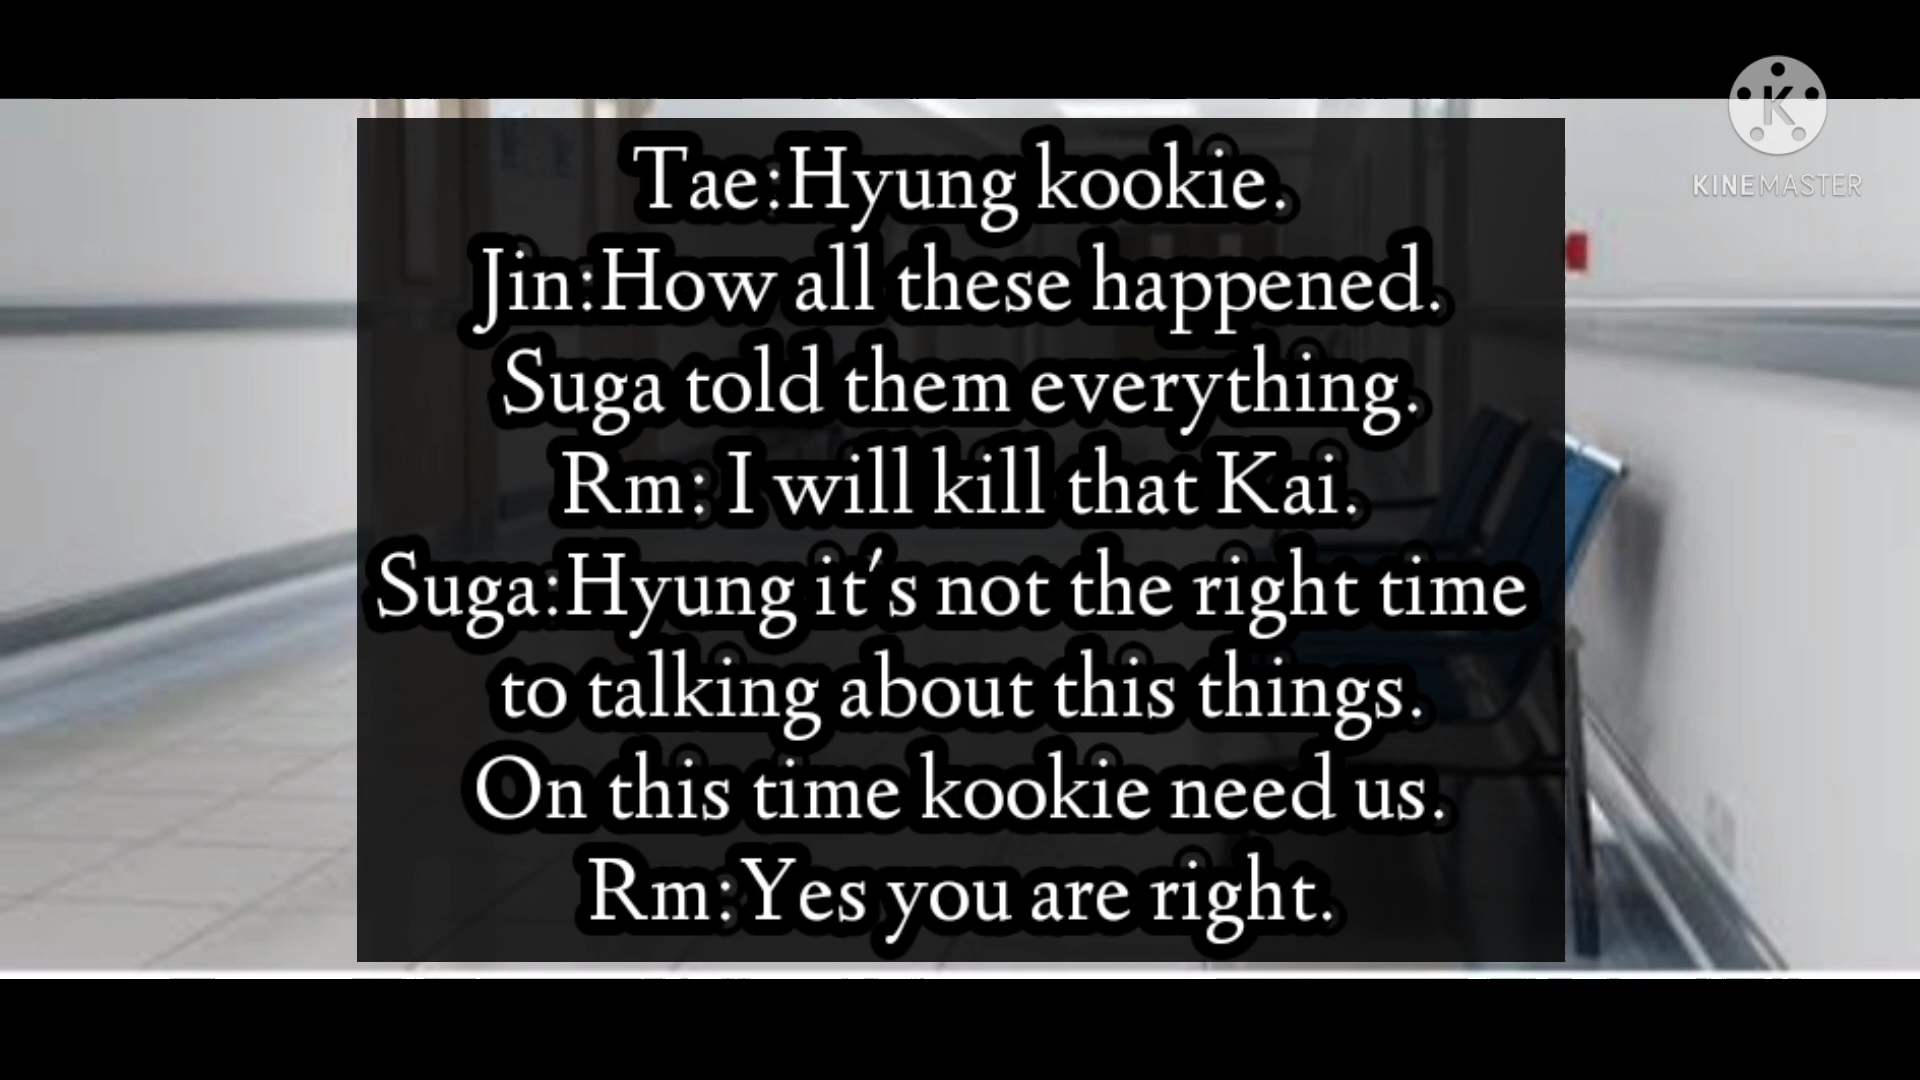 Tae:Hyung kookie.
Jin:How all these happened.
Suga told them everything.
Rm: I will kill that Kai.
Suga:Hyung it's not the right time
to talking about this things.
On this time kookie need us.
Rm:Yes you are right.
K
KINEMASTER